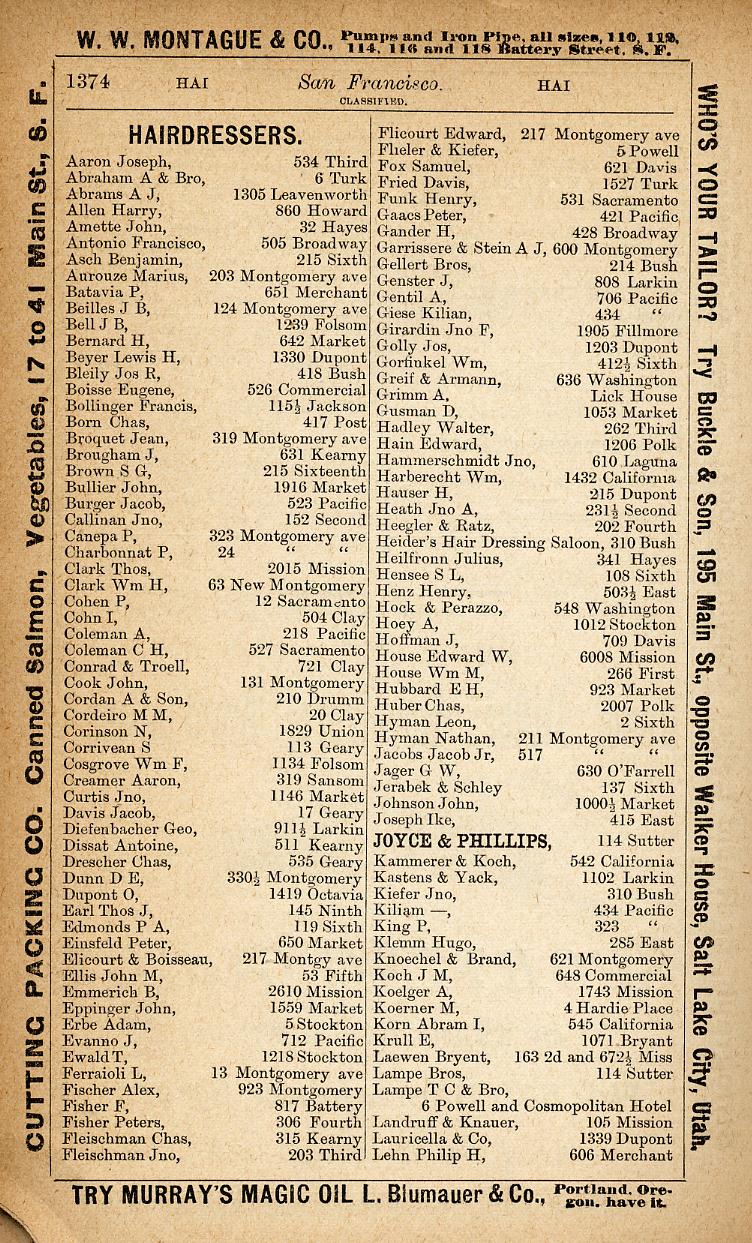 W. W. MONTAGUE & CO., Pumps and Iron Pipe, all sizes, 110, 112,
114, 116 and 118 Battery Street, S. F.
1374 HAI San Francisco. HAI
CLASSIFIED.
HAIRDRESSERS.
Aaron Joseph, 534 Third
Abraham A & Bro, 6 Turk
Abrams A J, 1305 Leavenworth
Allen Harry, 860 Howard
Amette John, 32 Hayes
Antonio Francisco, 505 Broadway
Asch Benjamin, 215 Sixth
Aurouze Marius, 203 Montgomery ave
Batavia P, 651 Merchant
Beilles J B, 124 Montgomery ave
Bell J B, 1239 Folsom
Bernard H, 642 Market
Beyer Lewis H, 1330 Dupont
Bleily Jos R, 418 Bush
Boisse Eugene, 526 Commercial
Bollinger Francis, 115½ Jackson
Born Chas, 417 Post
Broquet Jean, 319 Montgomery ave
Brougham J, 631 Kearny
Brown S G, 215 Sixteenth
Bullier John, 1916 Market
Burger Jacob, 523 Pacific
Callinan Jno, 152 Second
Canepa P, 323 Montgomery ave
Charbonnat P, 24 " "
Clark Thos, 2015 Mission
Clark Wm H, 63 New Montgomery
Cohen P, 12 Sacramento
Cohn I, 504 Clay
Coleman A, 218 Pacific
Coleman C H, 527 Sacramento
Conrad & Troell, 721 Clay
Cook John, 131 Montgomery
Cordan A & Son, 210 Drumm
Cordeiro M M, 20 Clay
Corinson N, 1829 Union
Corrivean S 113 Geary
Cosgrove Wm F, 1134 Folsom
Creamer Aaron, 319 Sansom
Curtis Jno, 1146 Market
Davis Jacob, 17 Geary
Diefenbacher Geo, 911½ Larkin
Dissat Antoine, 511 Kearny
Drescher Chas, 535 Geary
Dunn D E, 330½ Montgomery
Dupont O, 1419 Octavia
Earl Thos J, 145 Ninth
Edmonds P A, 119 Sixth
Einsfeld Peter, 650 Market
Elicourt & Boisseau, 217 Montgy ave
Ellis John M, 53 Fifth
Emmerich B, 2610 Mission
Eppinger John, 1559 Market
Erbe Adam, 5 Stockton
Evanno J, 712 Pacific
Ewald T, 1218 Stockton
Ferraioli L, 13 Montgomery ave
Fischer Alex, 923 Montgomery
Fisher F, 817 Battery
Fisher Peters, 306 Fourth
Fleischman Chas, 315 Kearny
Fleischman Jno, 203 Third
Flicourt Edward, 217 Montgomery ave
Flieler & Kiefer, 5 Powell
Fox Samuel, 621 Davis
Fried Davis, 1527 Turk
Funk Henry, 531 Sacramento
Gaacs Peter, 421 Pacific
Gander H, 428 Broadway
Garrissere & Stein A J, 600 Montgomery
Gellert Bros, 214 Bush
Genster J, 808 Larkin
Gentil A, 706 Pacific
Giese Kilian, 434 "
Girardin Jno F, 1905 Fillmore
Golly Jos, 1203 Dupont
Gorfinkel Wm, 412½ Sixth
Greif & Armann, 636 Washington
Grimm A, Lick House
Gusman D, 1053 Market
Hadley Walter, 262 Third
Hain Edward, 1206 Polk
Hammerschmidt Jno, 610 Laguna
Harberecht Wm, 1432 California
Hauser H, 215 Dupont
Heath Jno A, 231½ Second
Heegler & Ratz, 202 Fourth
Heider's Hair Dressing Saloon, 310 Bush
Heilfronn Julius, 341 Hayes
Hensee S L, 108 Sixth
Henz Henry, 503½ East
Hock & Perazzo, 548 Washington
Hoey A, 1012 Stockton
Hoffman J, 709 Davis
House Edward W, 6008 Mission
House Wm M, 266 First
Hubbard E H, 923 Market
Huber Chas, 2007 Polk
Hyman Leon, 2 Sixth
Hyman Nathan, 211 Montgomery ave
Jacobs Jacob Jr, 517 " "
Jager G W, 630 O'Farrell
Jerabek & Schley 137 Sixth
Johnson John, 1000½ Market
Joseph Ike, 415 East
JOYCE & PHILLIPS, 114 Sutter
Kammerer & Koch, 542 California
Kastens & Yack, 1102 Larkin
Kiefer Jno, 310 Bush
Kiliam —, 434 Pacific
King P, 323 "
Klemm Hugo, 285 East
Knoechel & Brand, 621 Montgomery
Koch J M, 648 Commercial
Koelger A, 1743 Mission
Koerner M, 4 Hardie Place
Korn Abram I, 545 California
Krull E, 1071 Bryant
Laewen Bryent, 163 2d and 672½ Miss
Lampe Bros, 114 Sutter
Lampe T C & Bro,
6 Powell and Cosmopolitan Hotel
Landruff & Knauer, 105 Mission
Lauricella & Co, 1339 Dupont
Lehn Philip H, 606 Merchant
CUTTING PACKING CO. Canned Salmon, Vegetables, 17 to 41 Main St., S. F.
WHO'S YOUR TAILOR? Try Buckle & Son, 195 Main St., opposite Walker House, Salt Lake City, Utah.
TRY MURRAY'S MAGIC OIL L. Blumauer & Co., Portland, Ore-
gon, have it.